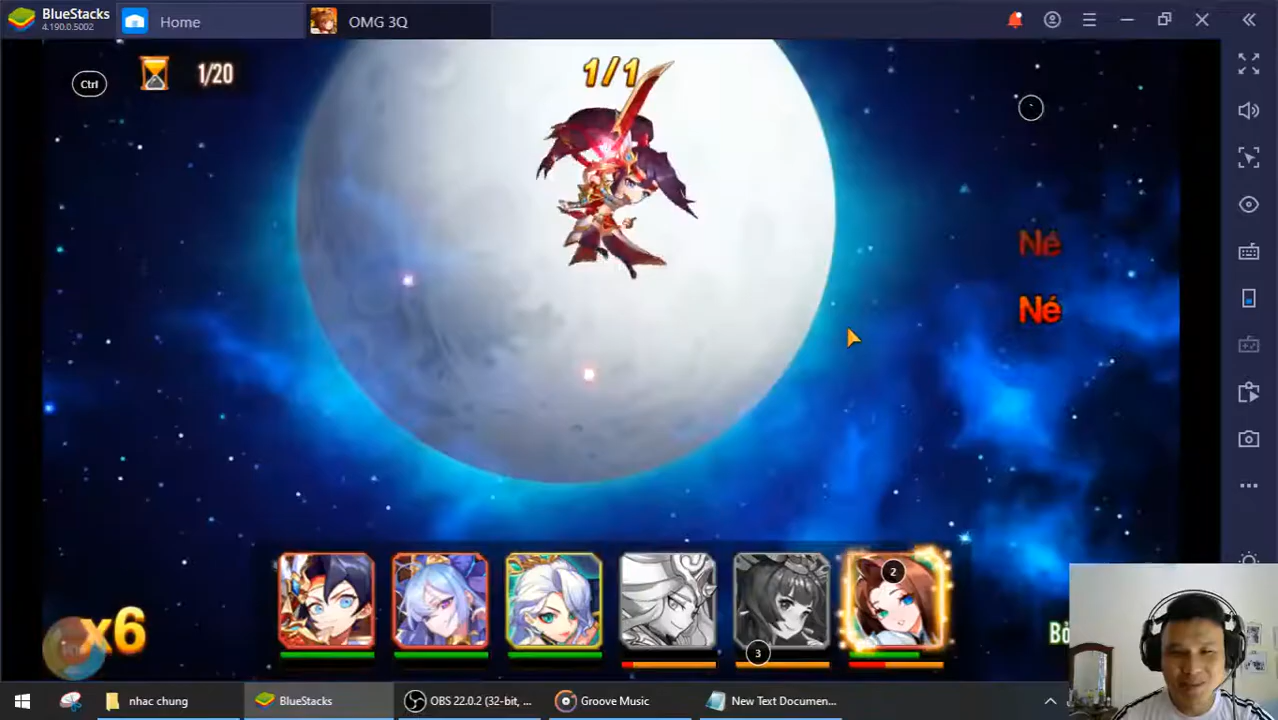 BlueStacks
4.190.0.5002
Home
OMG 3Q
Ctrl
1/20
1/1
Né
Né
x6
2
3
nhac chung
BlueStacks
OBS 22.0.2 (32-bit, ...
Groove Music
New Text Documen...